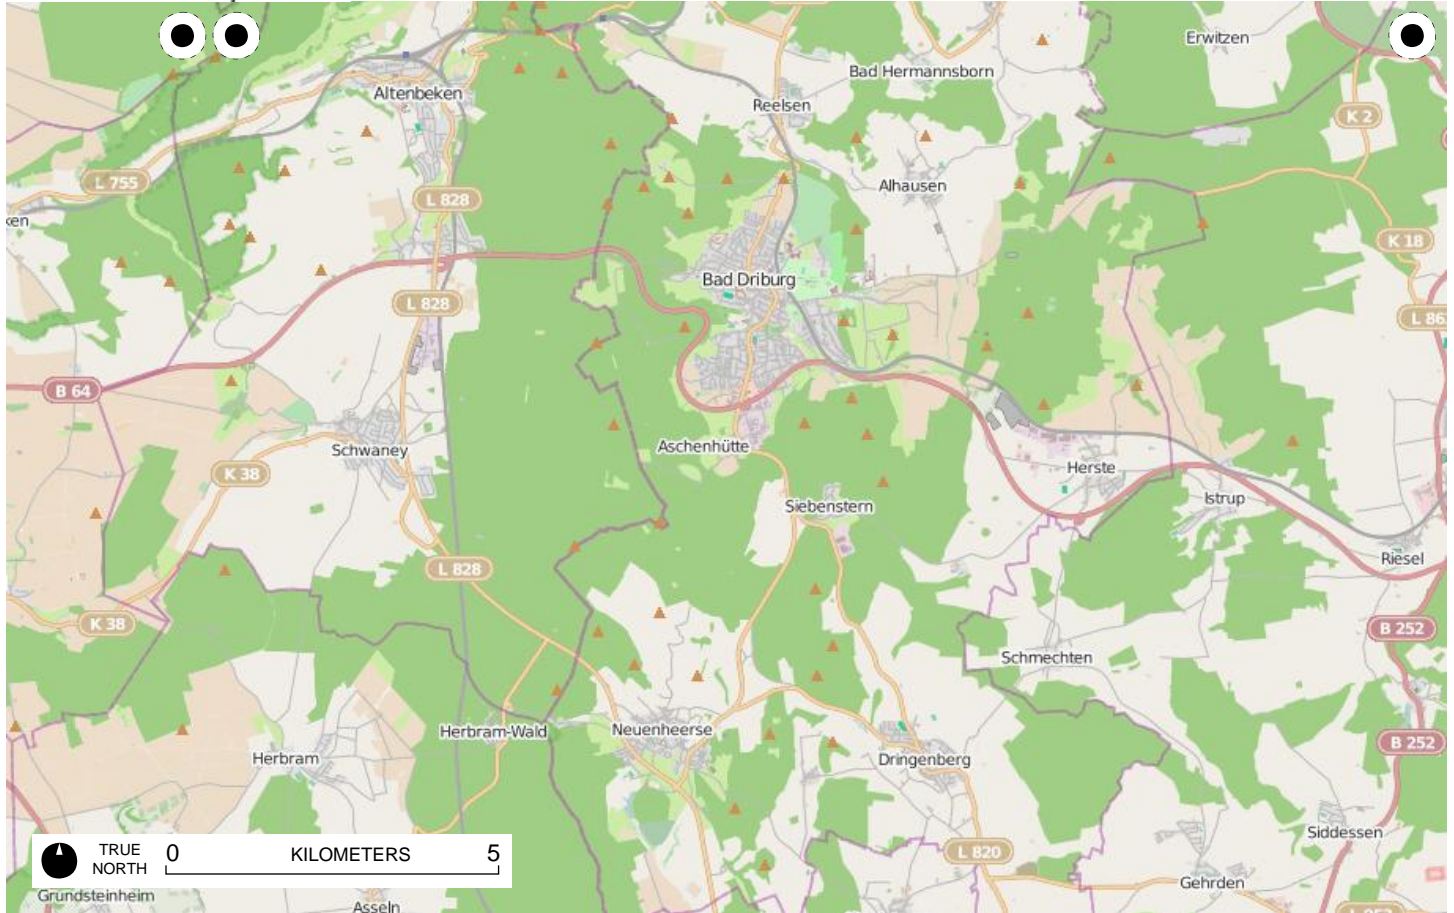 Erwitzen
Bad Hermannsborn
Altenbeken
Reelsen
K 2
L 755
Alhausen
L 828
ken
K 18
Bad Driburg
L 828
L 86
B 64
Aschenhütte
Schwaney
K 38
Herste
Istrup
Siebenstern
Riesel
L 828
K 38
B 252
Schmechten
Herbram-Wald
Neuenheerse
B 252
Herbram
Dringenberg
Siddessen
TRUE
NORTH
0 KILOMETERS 5
L 820
Gehrden
Grundsteinheim
Asseln